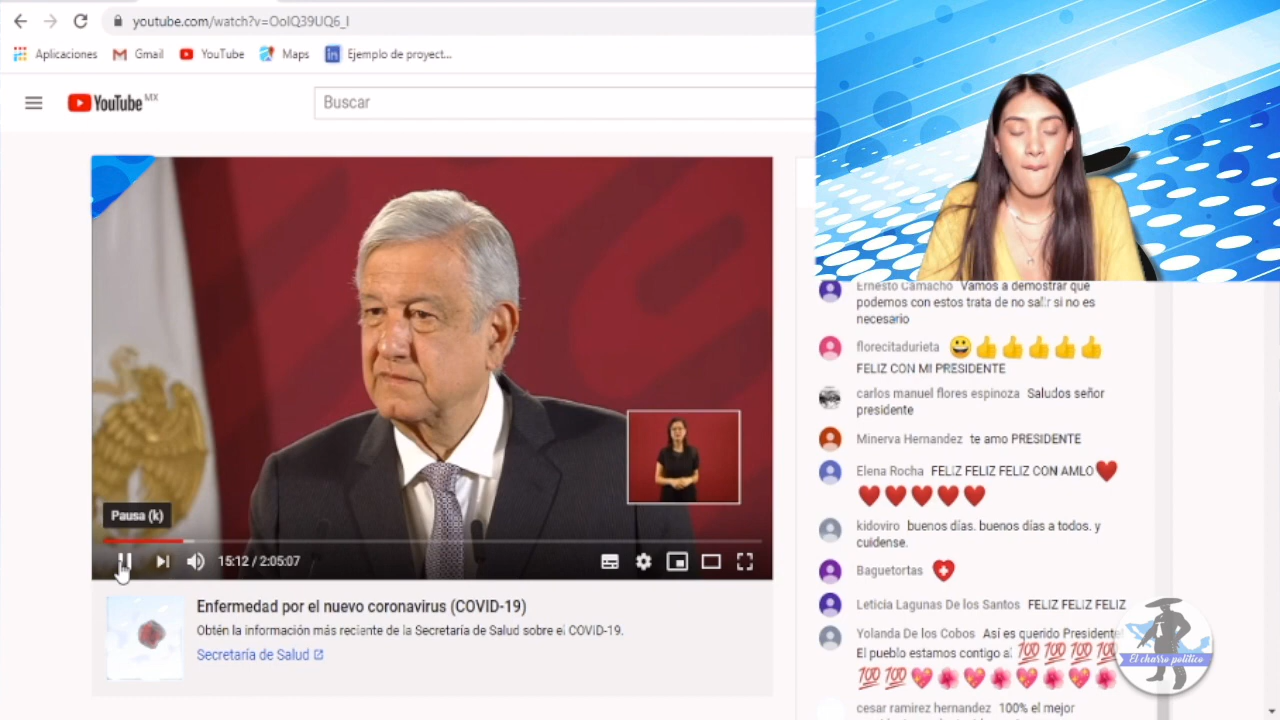 youtube.com/watch?v=OoIQ39UQ6_I
Aplicaciones
Gmail
YouTube
Maps
Ejemplo de proyect...
YouTube MX
Buscar
Pausa (k)
15:12 / 2:05:07
Enfermedad por el nuevo coronavirus (COVID-19)
Obtén la información más reciente de la Secretaría de Salud sobre el COVID-19.
Secretaría de Salud
Ernesto Camacho Vamos a demostrar que
podemos con estos trata de no salir si no es
necesario
florecitadurieta 😀👍👍👍👍👍
FELIZ CON MI PRESIDENTE
carlos manuel flores espinoza Saludos señor
presidente
Minerva Hernandez te amo PRESIDENTE
Elena Rocha FELIZ FELIZ FELIZ CON AMLO❤️
❤️❤️❤️❤️❤️
kidoviro buenos días. buenos días a todos. y
cuidense.
Baguetortas
Leticia Lagunas De los Santos FELIZ FELIZ FELIZ
Yolanda De los Cobos Así es querido Presidente
El pueblo estamos contigo al 💯💯💯💯
💯💯💖🌺💖🌺💖🌺💖🌺
El charro político
cesar ramirez hernandez 100% el mejor